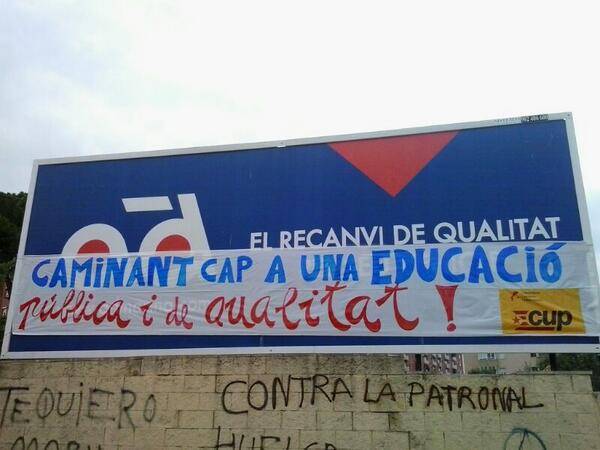 EL RECANVI DE QUALITAT
CAMINANT CAP A UNA EDUCACIÓ
Pública i de qualitat !
cup
TE QUIERO
CONTRA LA PATRONAL